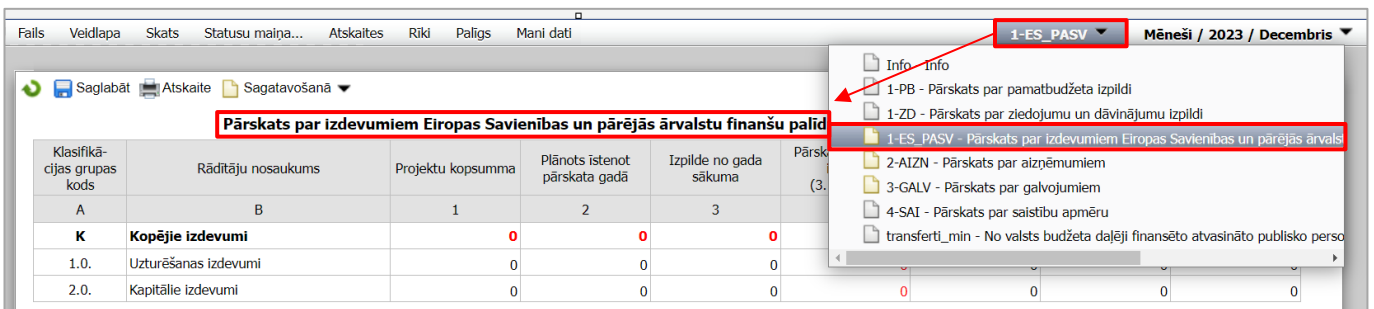 Fails Veidlapa Skats Statusu maiņa... Atskaites Rīki Palīgs Mani dati 1-ES_PASV Mēneši / 2023 / Decembris
Saglabāt Atskaite Sagatavošanā
Info - Info
1-PB - Pārskats par pamatbudžeta izpildi
1-ZD - Pārskats par ziedojumu un dāvinājumu izpildi
1-ES_PASV - Pārskats par izdevumiem Eiropas Savienības un pārējās ārvalst
2-AIZN - Pārskats par aizņēmumiem
3-GALV - Pārskats par galvojumiem
4-SAI - Pārskats par saistību apmēru
transferti_min - No valsts budžeta daļēji finansēto atvasināto publisko perso
Pārskats par izdevumiem Eiropas Savienības un pārējās ārvalstu finanšu palīd
Klasifikā-
cijas grupas
kods
Rādītāju nosaukums
Projektu kopsumma
Plānots īstenot
pārskata gadā
Izpilde no gada
sākuma
Pārsk
(3.
A B 1 2 3
K Kopējie izdevumi 0 0 0
1.0. Uzturēšanas izdevumi 0 0 0 0 0 0 0
2.0. Kapitālie izdevumi 0 0 0 0 0 0 0